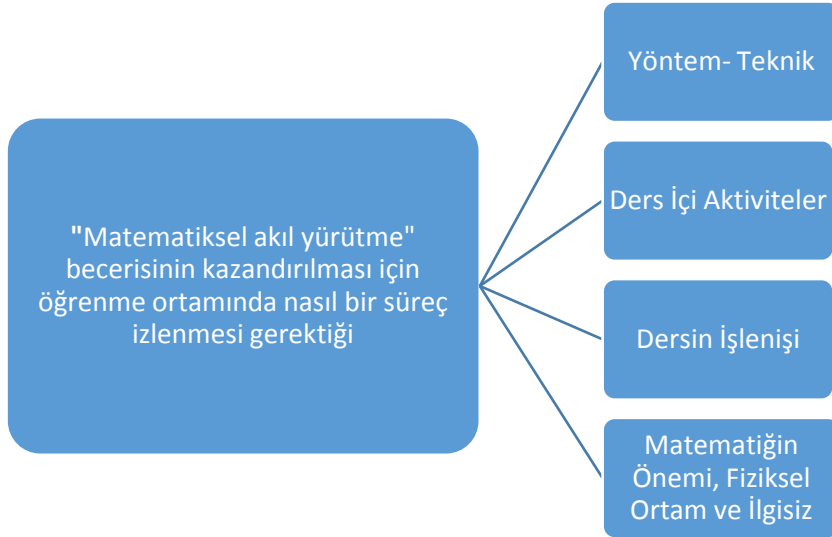 "Matematiksel akıl yürütme"
becerisinin kazandırılması için
öğrenme ortamında nasıl bir süreç
izlenmesi gerektiği
Yöntem- Teknik
Ders İçi Aktiviteler
Dersin İşlenişi
Matematiğin
Önemi, Fiziksel
Ortam ve İlgisiz